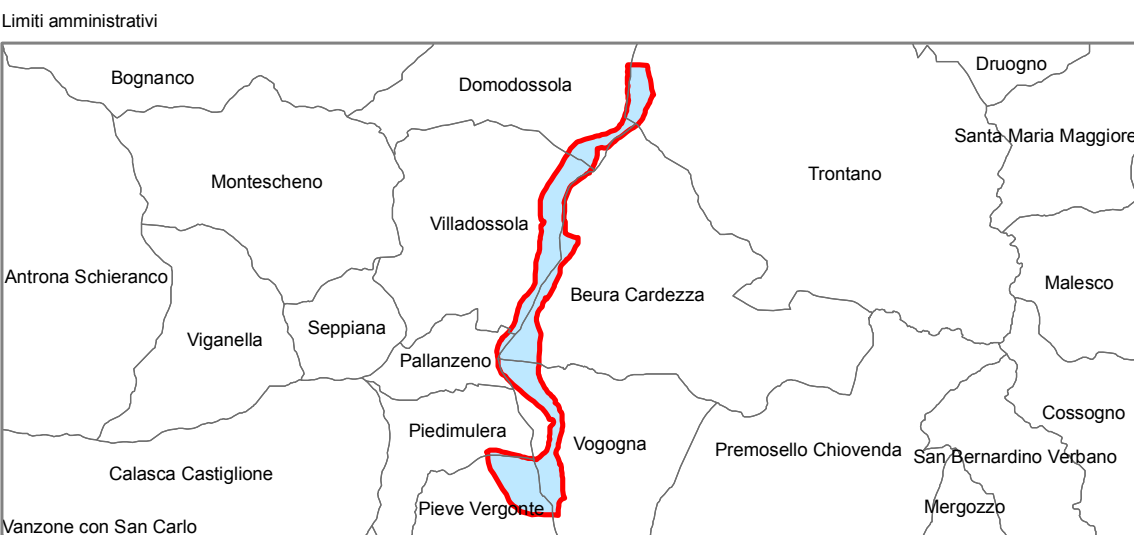 Limiti amministrativi
Bognanco
Domodossola
Druogno
Santa Maria Maggiore
Montescheno
Trontano
Villadossola
Antrona Schieranco
Beura Cardezza
Malesco
Seppiana
Viganella
Pallanzeno
Cossogno
Piedimulera
Vogogna
Premosello Chiovenda
San Bernardino Verbano
Calasca Castiglione
Pieve Vergonte
Mergozzo
Vanzone con San Carlo